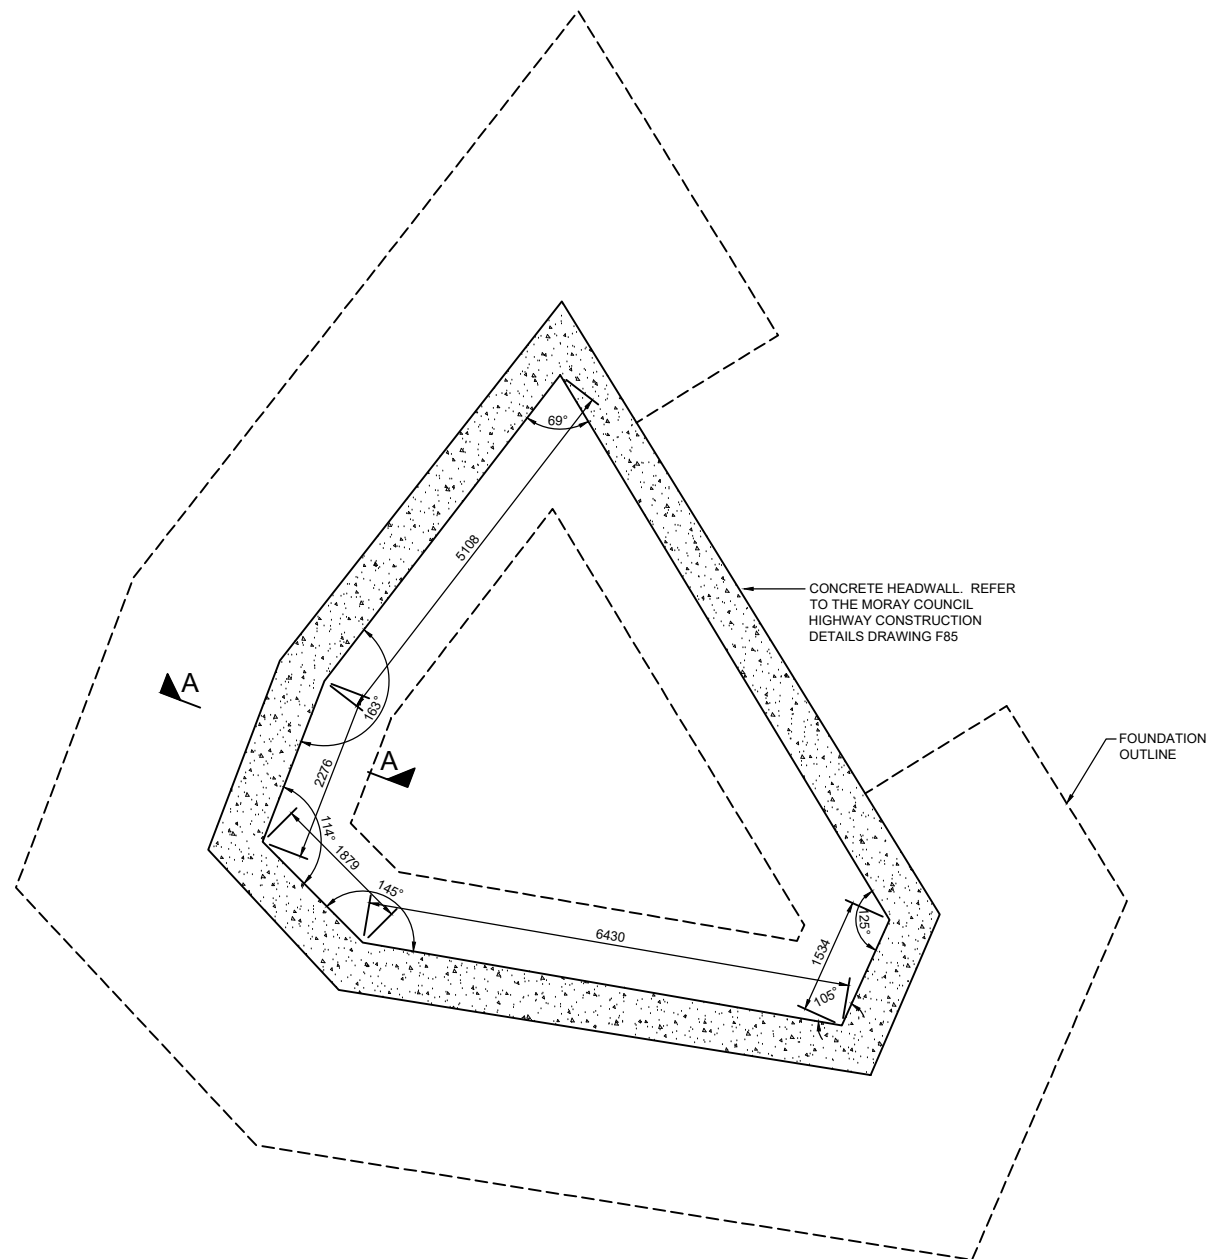 69°
5108
CONCRETE HEADWALL. REFER
TO THE MORAY COUNCIL
HIGHWAY CONSTRUCTION
DETAILS DRAWING F85
A
163°
FOUNDATION
OUTLINE
A
2276
114°
1879
145°
125°
6430
1534
105°